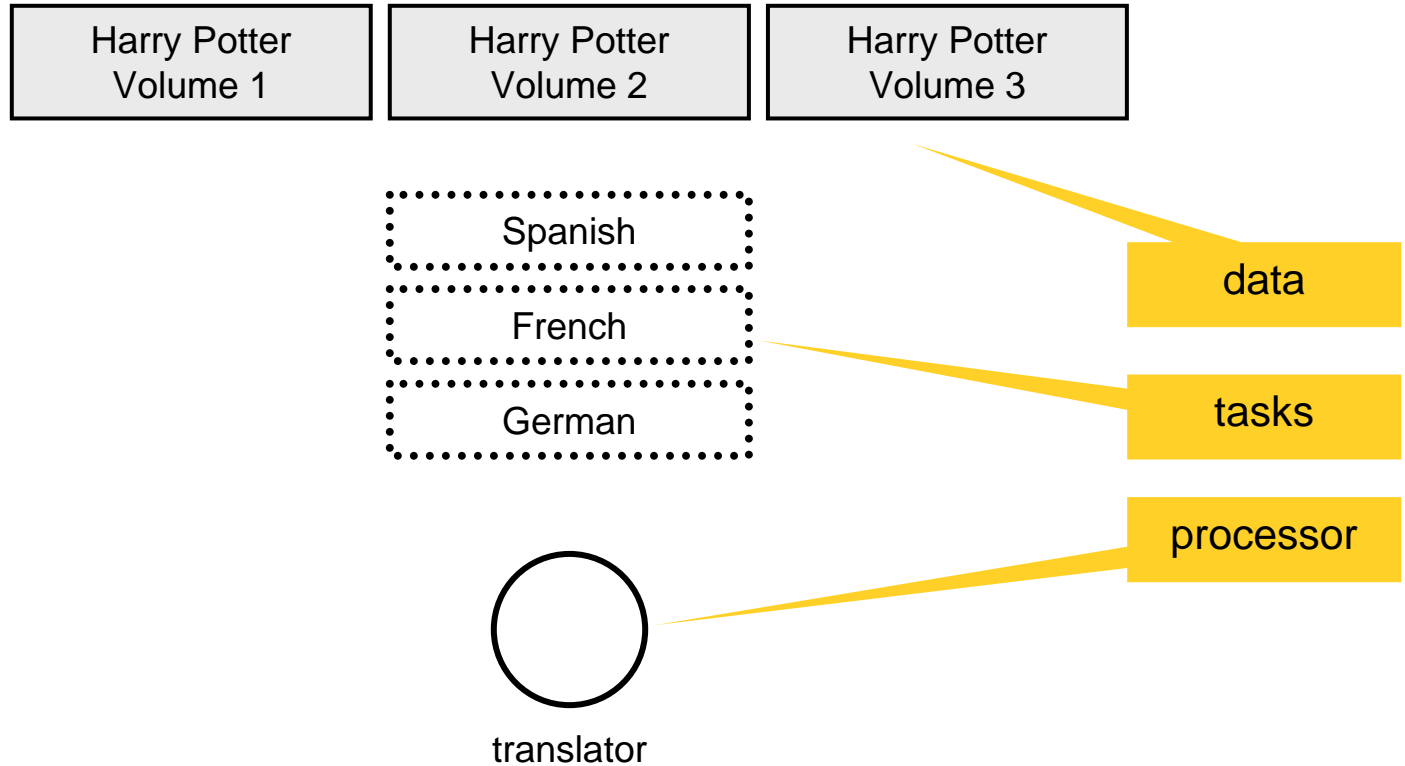 Harry Potter
Volume 1
Harry Potter
Volume 2
Harry Potter
Volume 3
Spanish
French
German
data
tasks
processor
translator